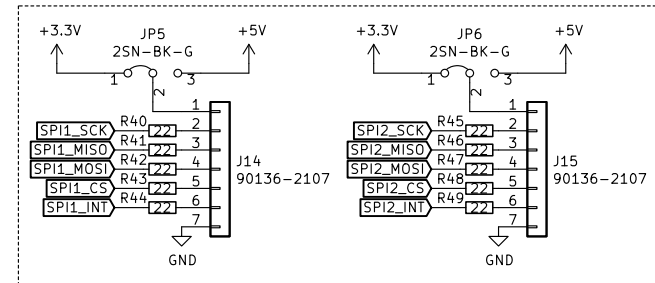 +3.3V JP5 +5V
2SN-BK-G
1 3
2
1
SPI1_SCK R40 22 2
SPI1_MISO R41 22 3
SPI1_MOSI R42 22 4
SPI1_CS R43 22 5
SPI1_INT R44 22 6
7
J14
90136-2107
GND
+3.3V JP6 +5V
2SN-BK-G
1 3
2
1
SPI2_SCK R45 22 2
SPI2_MISO R46 22 3
SPI2_MOSI R47 22 4
SPI2_CS R48 22 5
SPI2_INT R49 22 6
7
J15
90136-2107
GND